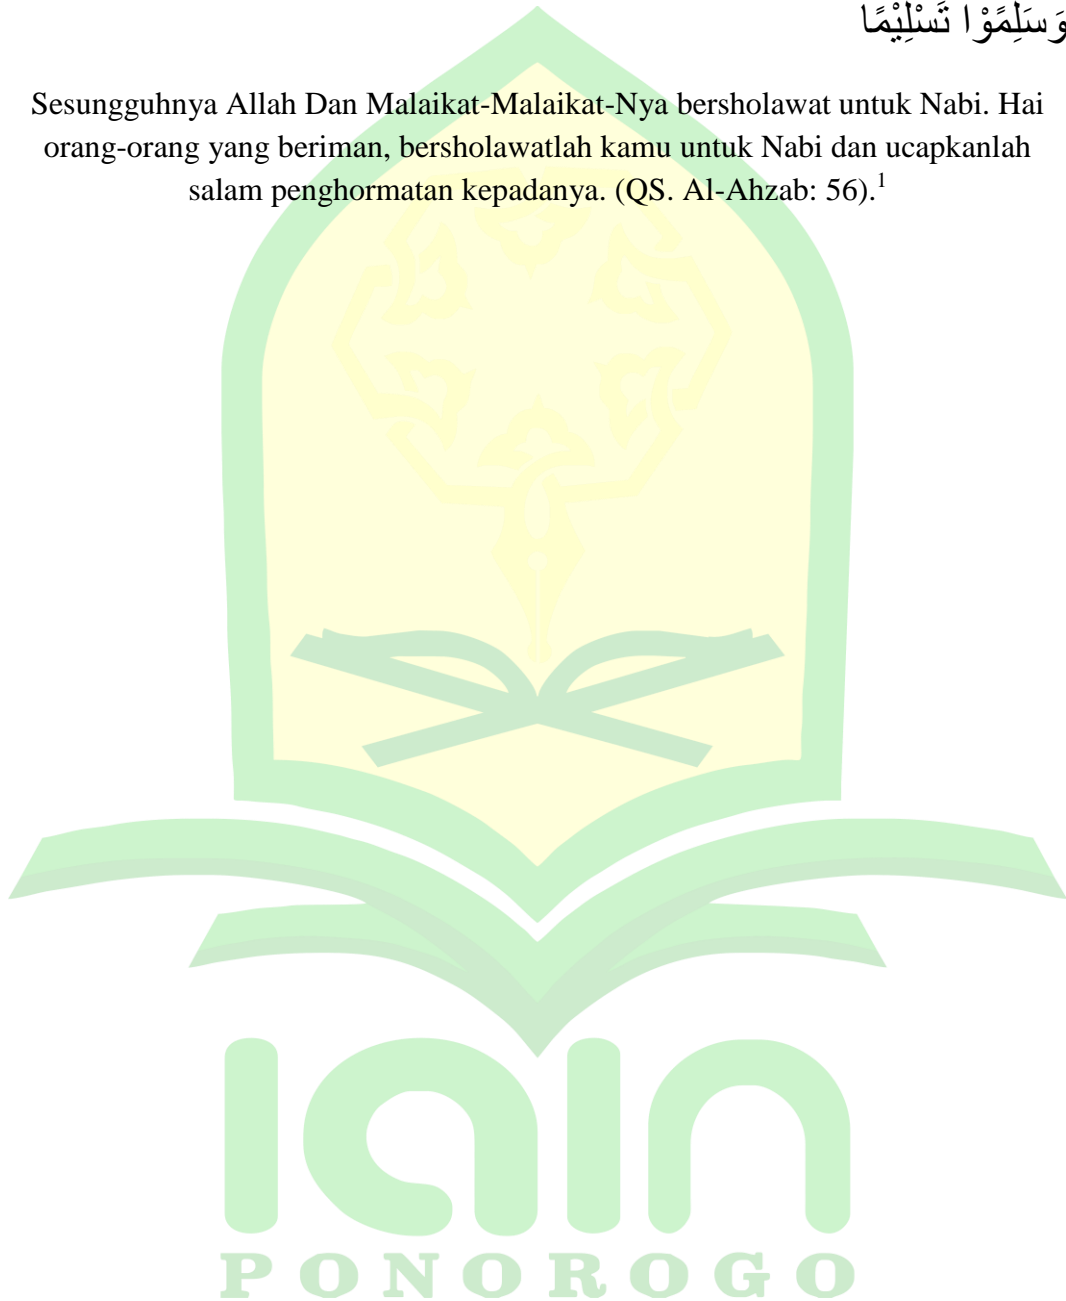 وَسَلِمًوْا تَسْلِيْمًا
Sesungguhnya Allah Dan Malaikat-Malaikat-Nya bersholawat untuk Nabi. Hai
orang-orang yang beriman, bersholawatlah kamu untuk Nabi dan ucapkanlah
salam penghormatan kepadanya. (QS. Al-Ahzab: 56).1
iain
PONOROGO